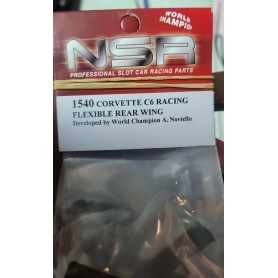 WORLD
CHAMPION
NSR
PROFESSIONAL SLOT CAR RACING PARTS
1540 CORVETTE C6 RACING
FLEXIBLE REAR WING
Developed by World Champion A. Noviello